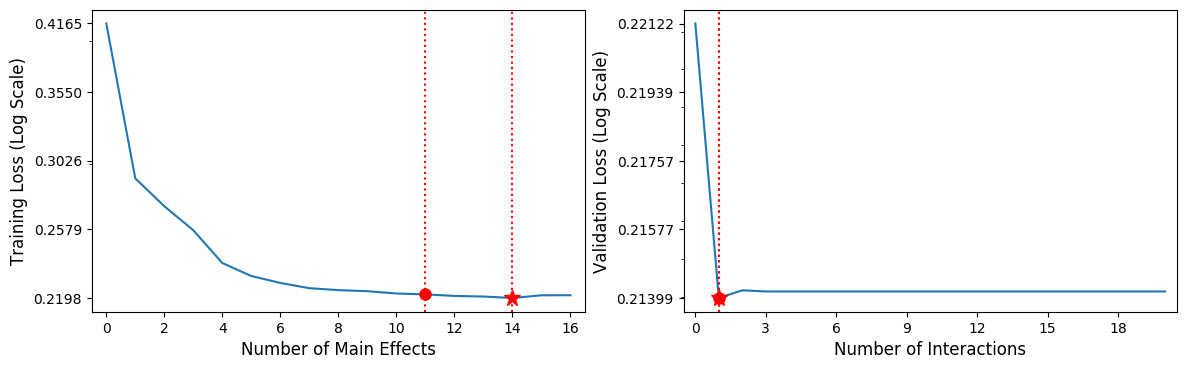 Training Loss (Log Scale)
0.4165
0.3550
0.3026
0.2579
0.2198
0 2 4 6 8 10 12 14 16
Number of Main Effects
Validation Loss (Log Scale)
0.22122
0.21939
0.21757
0.21577
0.21399
0 3 6 9 12 15 18
Number of Interactions